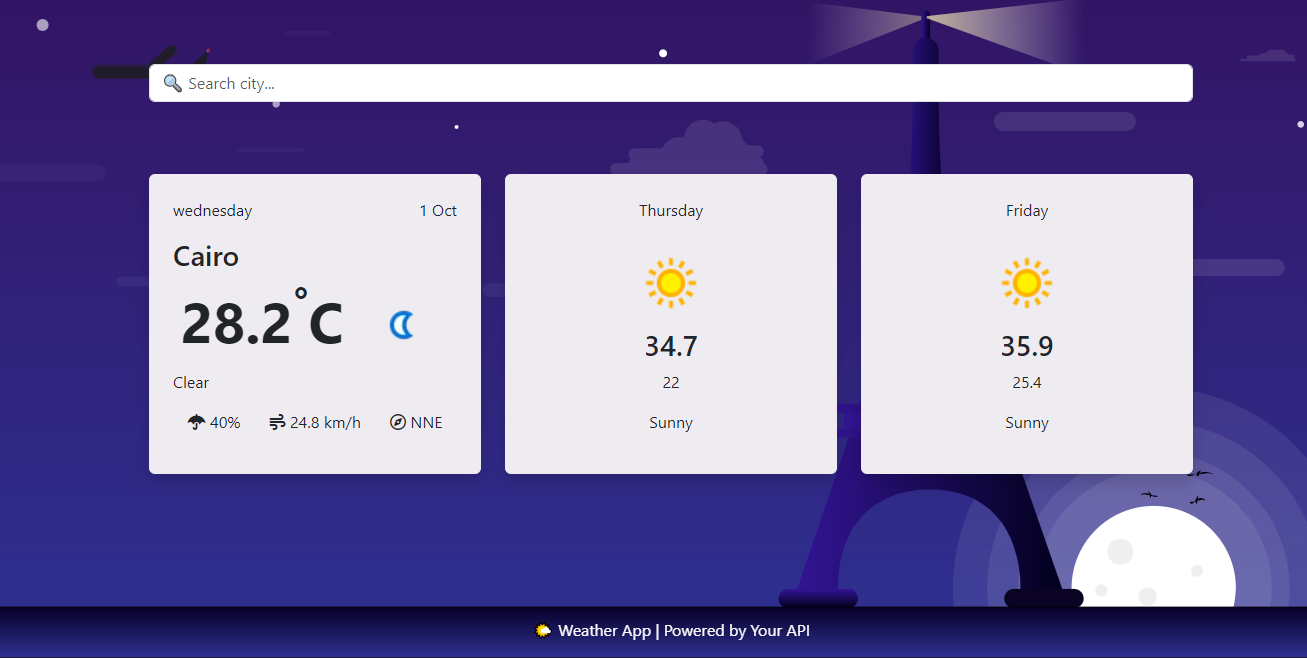 🔍 Search city...
wednesday 1 Oct
Cairo
28.2°C
Clear
40% 24.8 km/h NNE
Thursday
34.7
22
Sunny
Friday
35.9
25.4
Sunny
🌤 Weather App | Powered by Your API